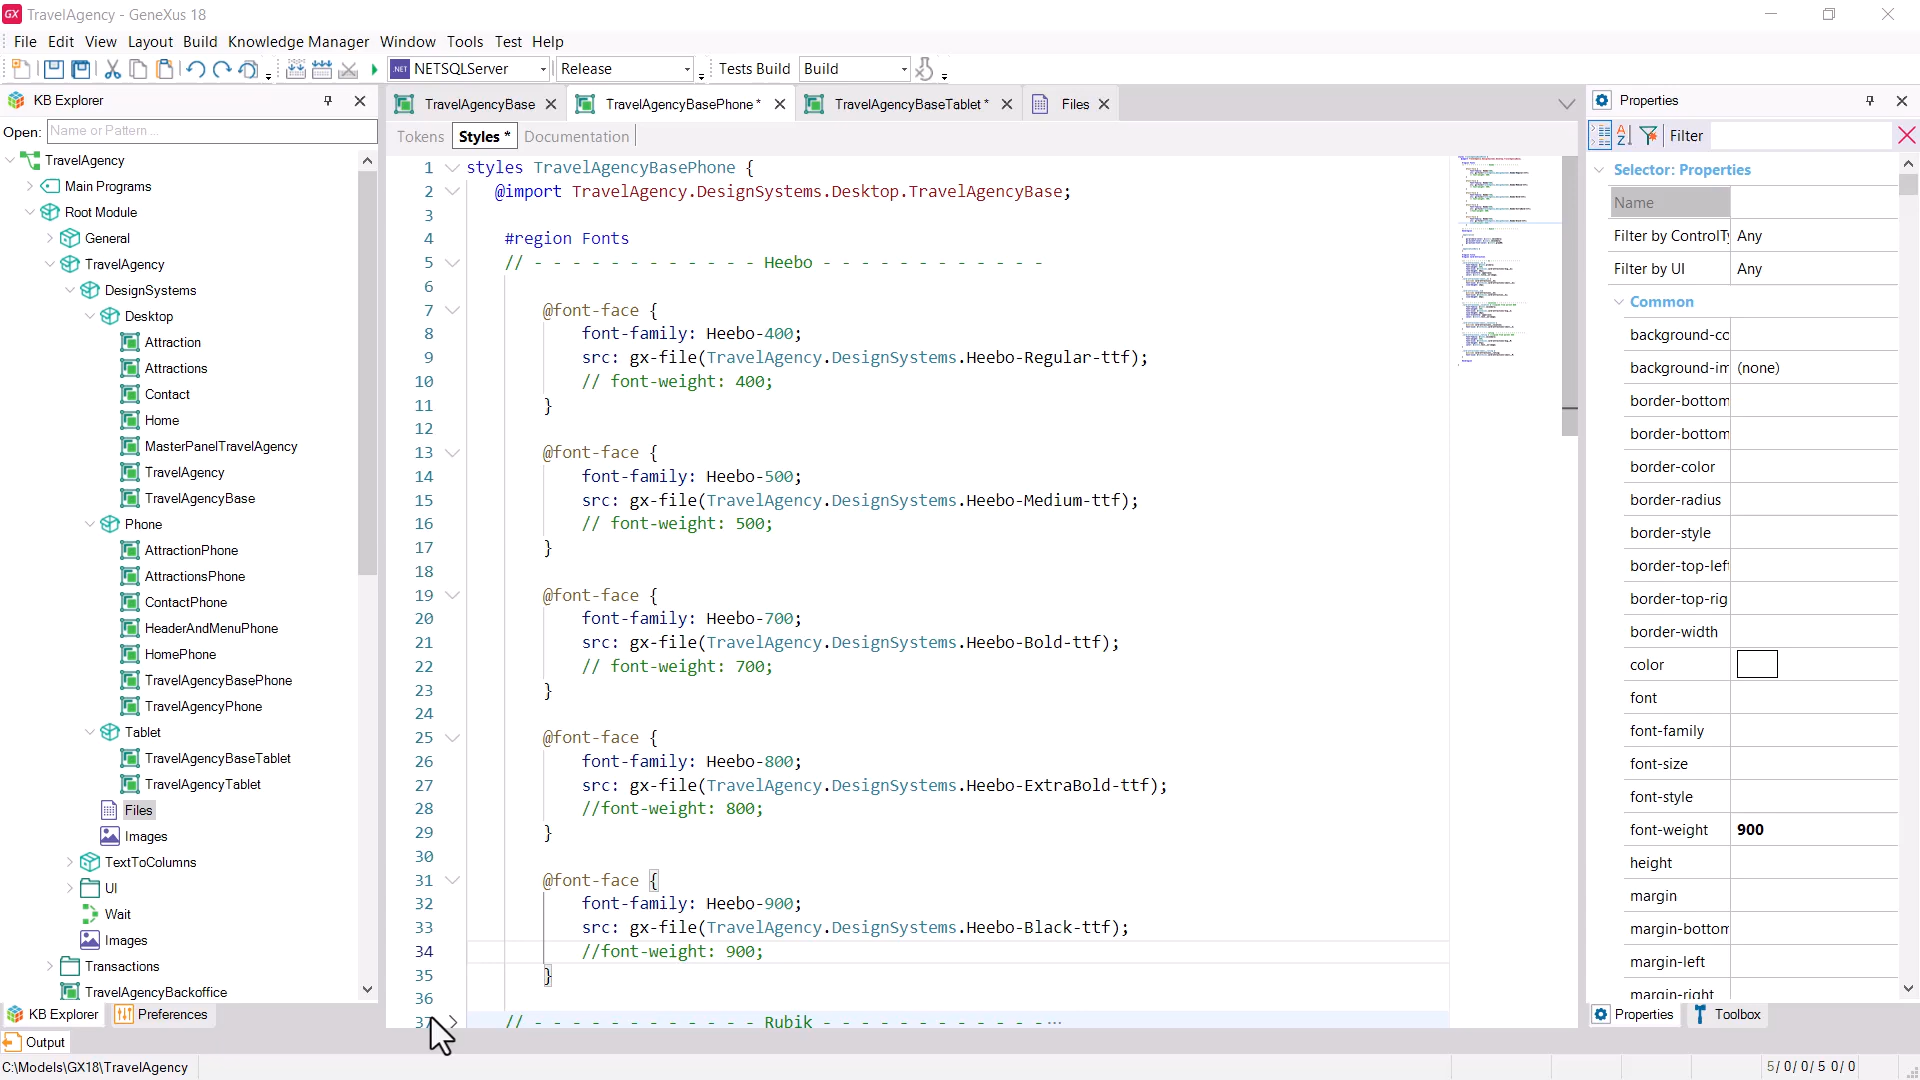 TravelAgency - GeneXus 18
File Edit View Layout Build Knowledge Manager Window Tools Test Help
NETSQLServer Release Tests Build Build
KB Explorer
Open: Name or Pattern ...
TravelAgency
Main Programs
Root Module
General
TravelAgency
DesignSystems
Desktop
Attraction
Attractions
Contact
Home
MasterPanelTravelAgency
TravelAgency
TravelAgencyBase
Phone
AttractionPhone
AttractionsPhone
ContactPhone
HeaderAndMenuPhone
HomePhone
TravelAgencyBasePhone
TravelAgencyPhone
Tablet
TravelAgencyBaseTablet
TravelAgencyTablet
Files
Images
TextToColumns
UI
Wait
Images
Transactions
TravelAgencyBackoffice
KB Explorer Preferences
Output
C:\Models\GX18\TravelAgency
TravelAgencyBase TravelAgencyBasePhone * TravelAgencyBaseTablet * Files
Tokens Styles * Documentation
1 styles TravelAgencyBasePhone {
2 @import TravelAgency.DesignSystems.Desktop.TravelAgencyBase;
3
4 #region Fonts
5 // - - - - - - - - - - - - Heebo - - - - - - - - - - - -
6
7 @font-face {
8 font-family: Heebo-400;
9 src: gx-file(TravelAgency.DesignSystems.Heebo-Regular-ttf);
10 // font-weight: 400;
11 }
12
13 @font-face {
14 font-family: Heebo-500;
15 src: gx-file(TravelAgency.DesignSystems.Heebo-Medium-ttf);
16 // font-weight: 500;
17 }
18
19 @font-face {
20 font-family: Heebo-700;
21 src: gx-file(TravelAgency.DesignSystems.Heebo-Bold-ttf);
22 // font-weight: 700;
23 }
24
25 @font-face {
26 font-family: Heebo-800;
27 src: gx-file(TravelAgency.DesignSystems.Heebo-ExtraBold-ttf);
28 //font-weight: 800;
29 }
30
31 @font-face {
32 font-family: Heebo-900;
33 src: gx-file(TravelAgency.DesignSystems.Heebo-Black-ttf);
34 //font-weight: 900;
35 }
36
37 // - - - - - - - - - - - - Rubik - - - - - - - - - - - - ...
Properties
Filter
Selector: Properties
Name
Filter by ControlTy Any
Filter by UI Any
Common
background-co
background-im (none)
border-bottom
border-bottom
border-color
border-radius
border-style
border-top-left
border-top-rig
border-width
color
font
font-family
font-size
font-style
font-weight 900
height
margin
margin-bottom
margin-left
margin-right
Properties Toolbox
5/ 0/ 0/ 5 0/ 0